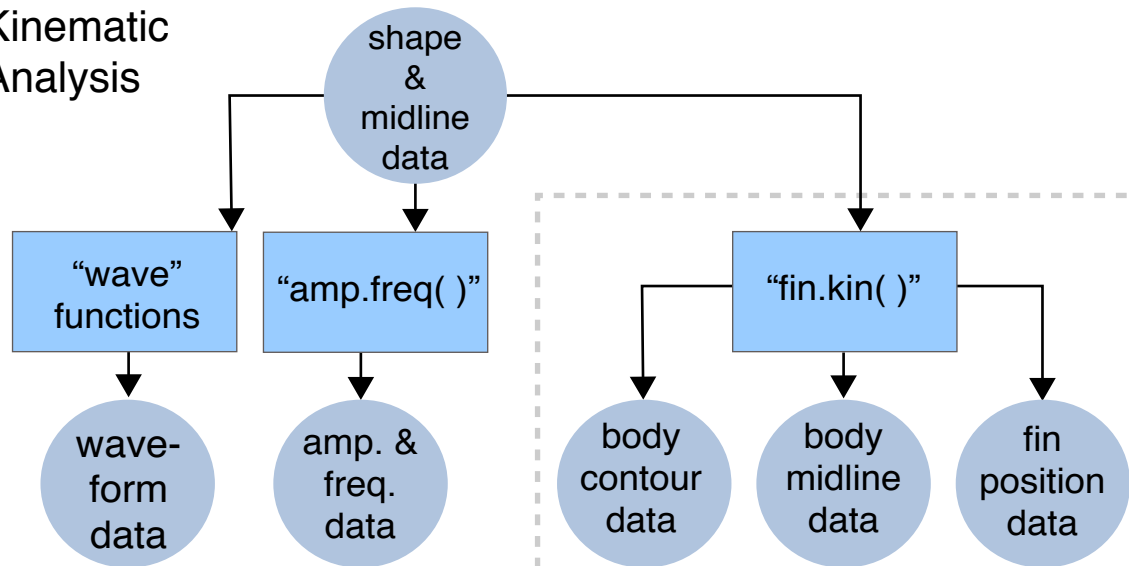 Kinematic
Analysis
shape
&
midline
data
“wave”
functions
“amp.freq( )”
“fin.kin( )”
wave-
form
data
amp. &
freq.
data
body
contour
data
body
midline
data
fin
position
data